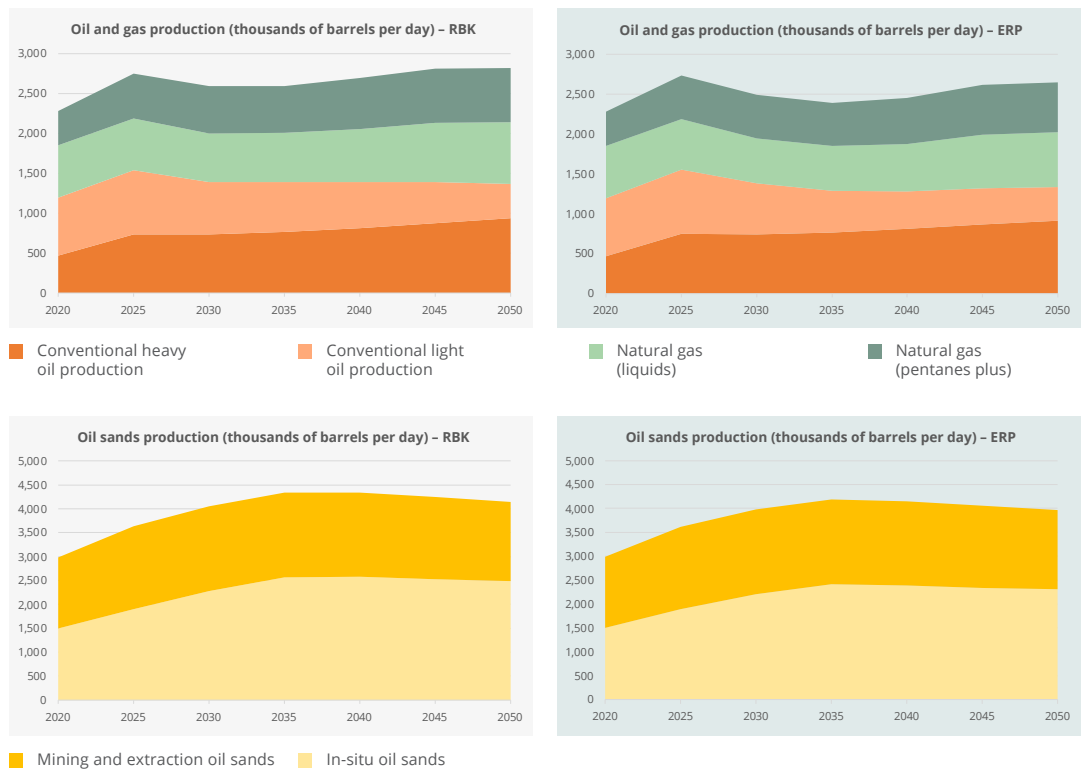 Oil and gas production (thousands of barrels per day) – RBK
3,000
2,500
2,000
1,500
1,000
500
0
2020 2025 2030 2035 2040 2045 2050
Oil and gas production (thousands of barrels per day) – ERP
3,000
2,500
2,000
1,500
1,000
500
0
2020 2025 2030 2035 2040 2045 2050
Conventional heavy
oil production
Conventional light
oil production
Natural gas
(liquids)
Natural gas
(pentanes plus)
Oil sands production (thousands of barrels per day) – RBK
5,000
4,500
4,000
3,500
3,000
2,500
2,000
1,500
1,000
500
0
2020 2025 2030 2035 2040 2045 2050
Oil sands production (thousands of barrels per day) – ERP
5,000
4,500
4,000
3,500
3,000
2,500
2,000
1,500
1,000
500
0
2020 2025 2030 2035 2040 2045 2050
Mining and extraction oil sands
In-situ oil sands